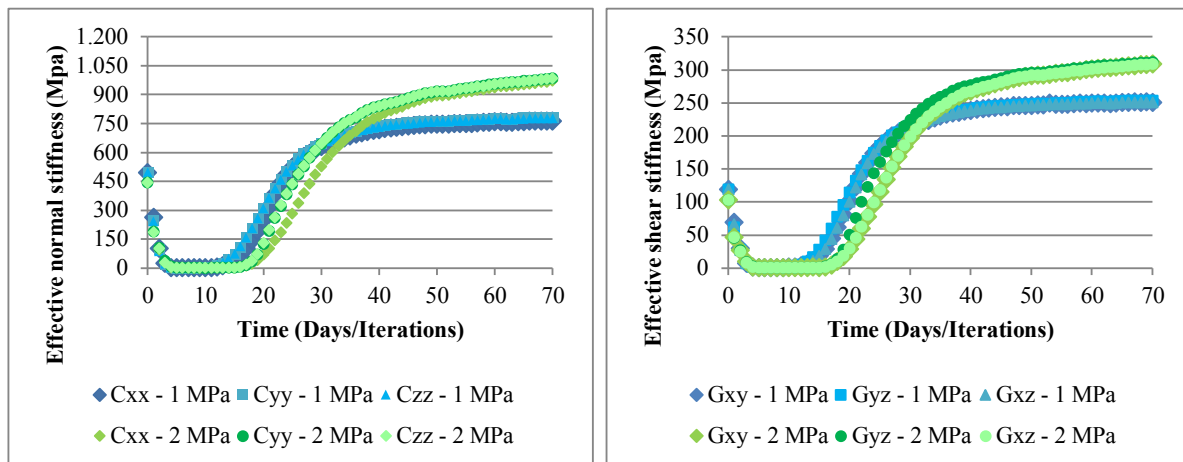 Effective normal stiffness (Mpa)
1.200
1.050
900
750
600
450
300
150
0
0 10 20 30 40 50 60 70
Time (Days/Iterations)
Cxx - 1 MPa Cyy - 1 MPa Czz - 1 MPa
Cxx - 2 MPa Cyy - 2 MPa Czz - 2 MPa
Effective shear stiffness (Mpa)
350
300
250
200
150
100
50
0
0 10 20 30 40 50 60 70
Time (Days/Iterations)
Gxy - 1 MPa Gyz - 1 MPa Gxz - 1 MPa
Gxy - 2 MPa Gyz - 2 MPa Gxz - 2 MPa